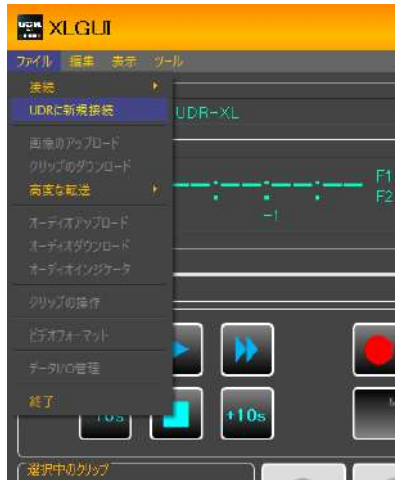 XLGUI
ファイル 編集 表示 ツール
接続
UDRに新規接続
UDR-XL
画像のアップロード
クリップのダウンロード
高度な転送
F1
F2
--:--:--:--
-1
オーディオアップロード
オーディオダウンロード
オーディオインジケータ
クリップの操作
ビデオフォーマット
データI/O管理
終了
+10s
選択中のクリップ